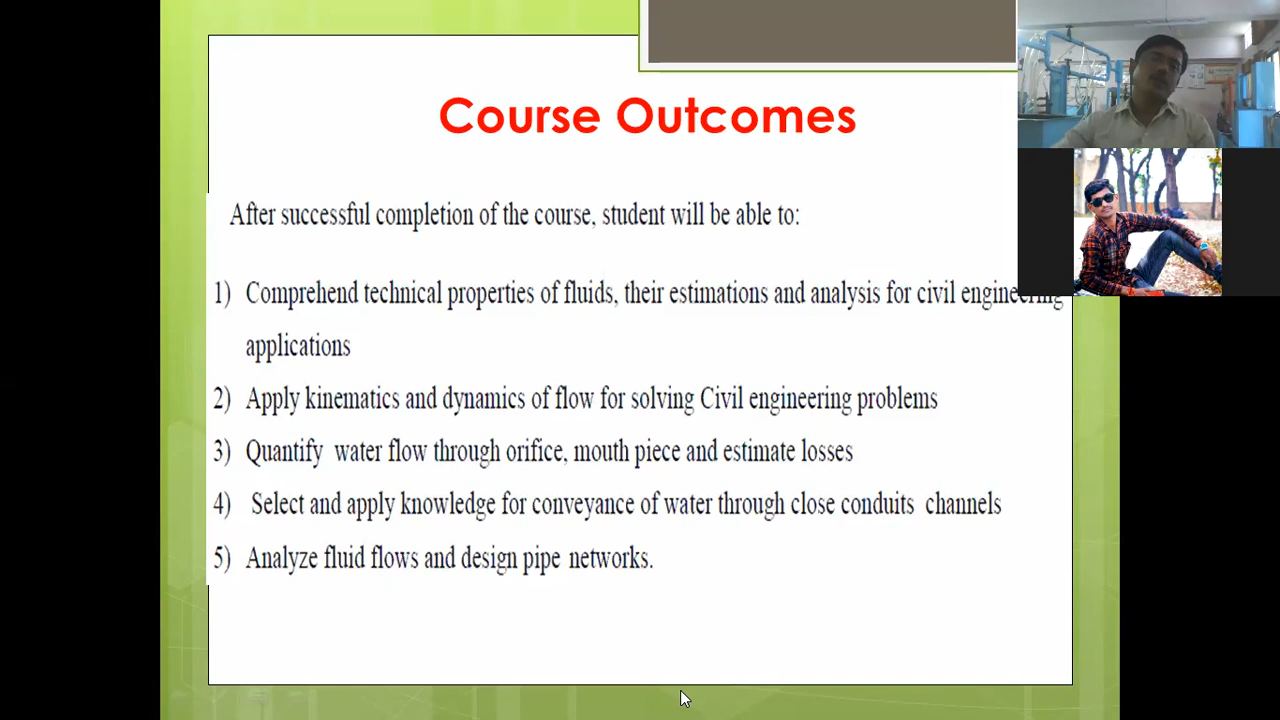 Course Outcomes
After successful completion of the course, student will be able to:
1) Comprehend technical properties of fluids, their estimations and analysis for civil engineering
applications
2) Apply kinematics and dynamics of flow for solving Civil engineering problems
3) Quantify water flow through orifice, mouth piece and estimate losses
4) Select and apply knowledge for conveyance of water through close conduits channels
5) Analyze fluid flows and design pipe networks.